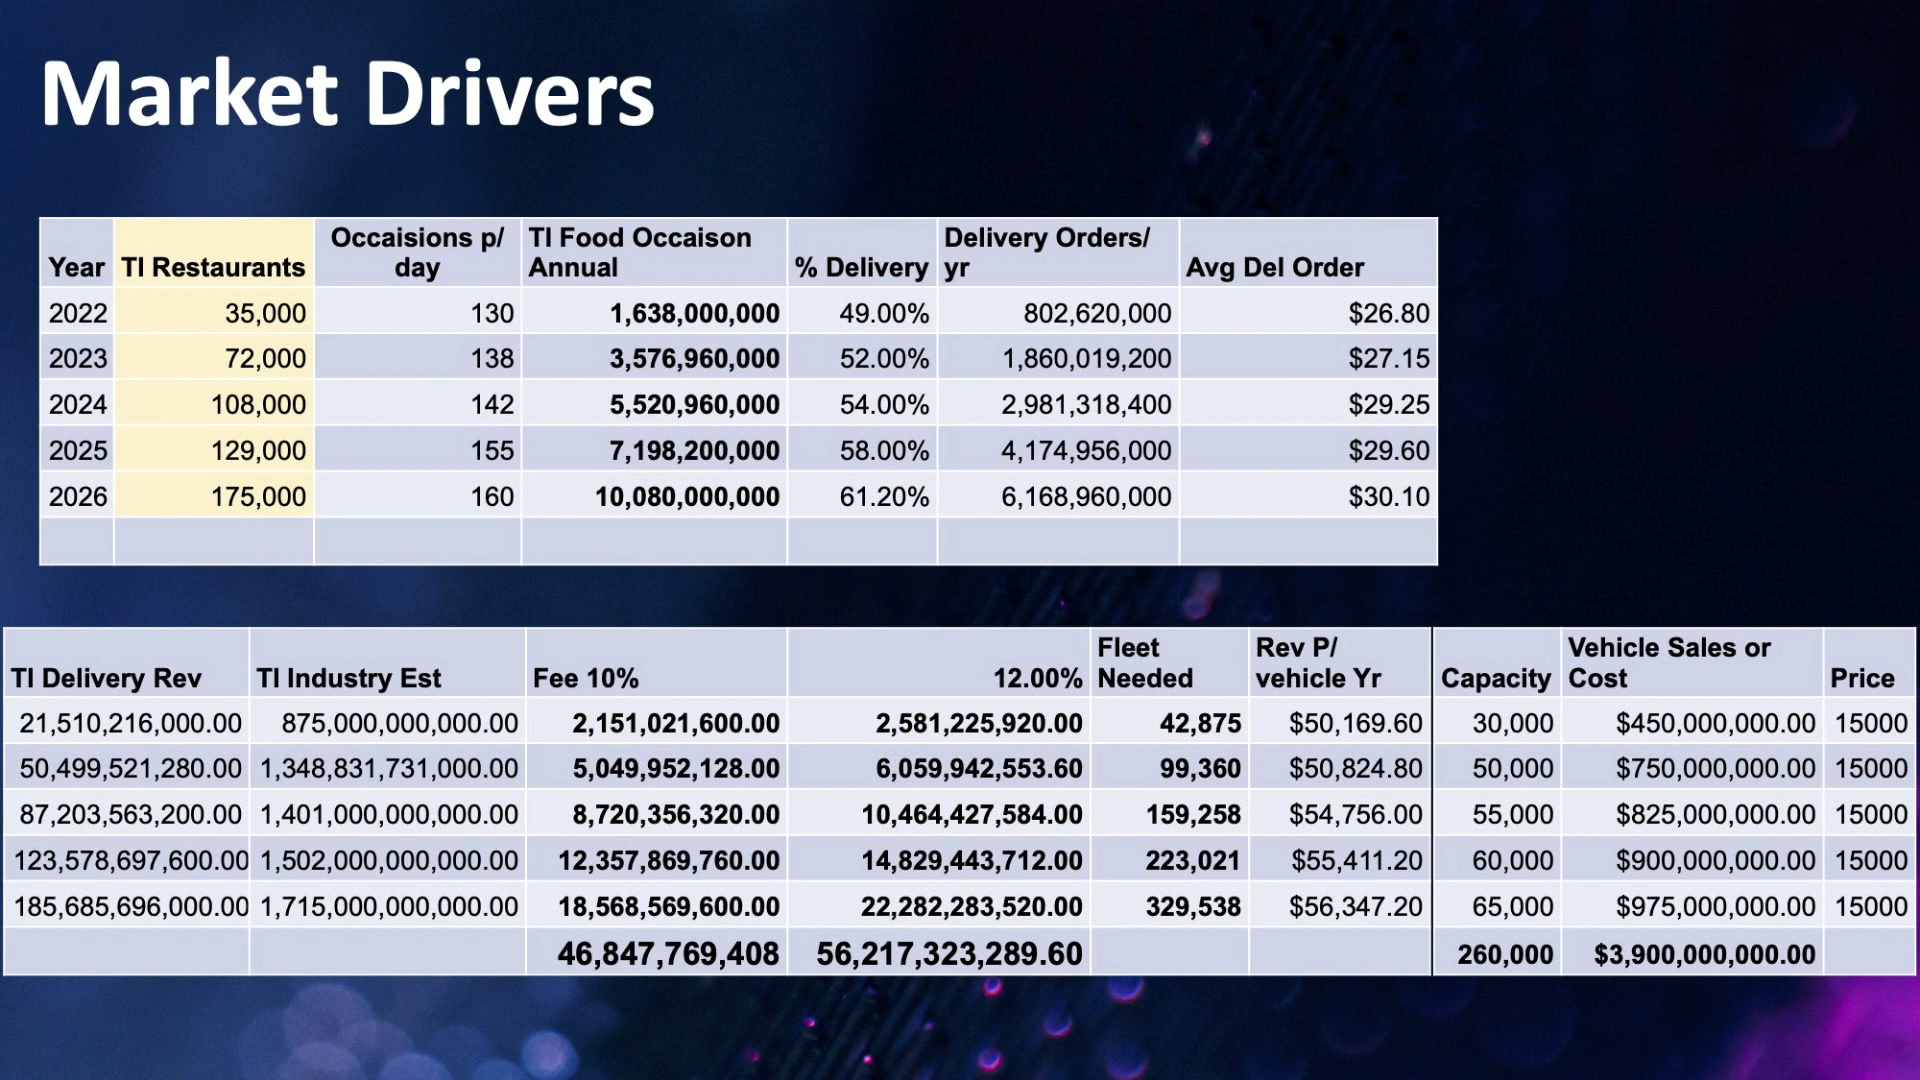 Market Drivers
Occaisions p/ TI Food Occaison Delivery Orders/
Year TI Restaurants day Annual % Delivery yr Avg Del Order
2022 35,000 130 1,638,000,000 49.00% 802,620,000 $26.80
2023 72,000 138 3,576,960,000 52.00% 1,860,019,200 $27.15
2024 108,000 142 5,520,960,000 54.00% 2,981,318,400 $29.25
2025 129,000 155 7,198,200,000 58.00% 4,174,956,000 $29.60
2026 175,000 160 10,080,000,000 61.20% 6,168,960,000 $30.10
Fleet Rev P/ Vehicle Sales or
TI Delivery Rev TI Industry Est Fee 10% 12.00% Needed vehicle Yr Capacity Cost Price
21,510,216,000.00 875,000,000,000.00 2,151,021,600.00 2,581,225,920.00 42,875 $50,169.60 30,000 $450,000,000.00 15000
50,499,521,280.00 1,348,831,731,000.00 5,049,952,128.00 6,059,942,553.60 99,360 $50,824.80 50,000 $750,000,000.00 15000
87,203,563,200.00 1,401,000,000,000.00 8,720,356,320.00 10,464,427,584.00 159,258 $54,756.00 55,000 $825,000,000.00 15000
123,578,697,600.00 1,502,000,000,000.00 12,357,869,760.00 14,829,443,712.00 223,021 $55,411.20 60,000 $900,000,000.00 15000
185,685,696,000.00 1,715,000,000,000.00 18,568,569,600.00 22,282,283,520.00 329,538 $56,347.20 65,000 $975,000,000.00 15000
46,847,769,408 56,217,323,289.60 260,000 $3,900,000,000.00